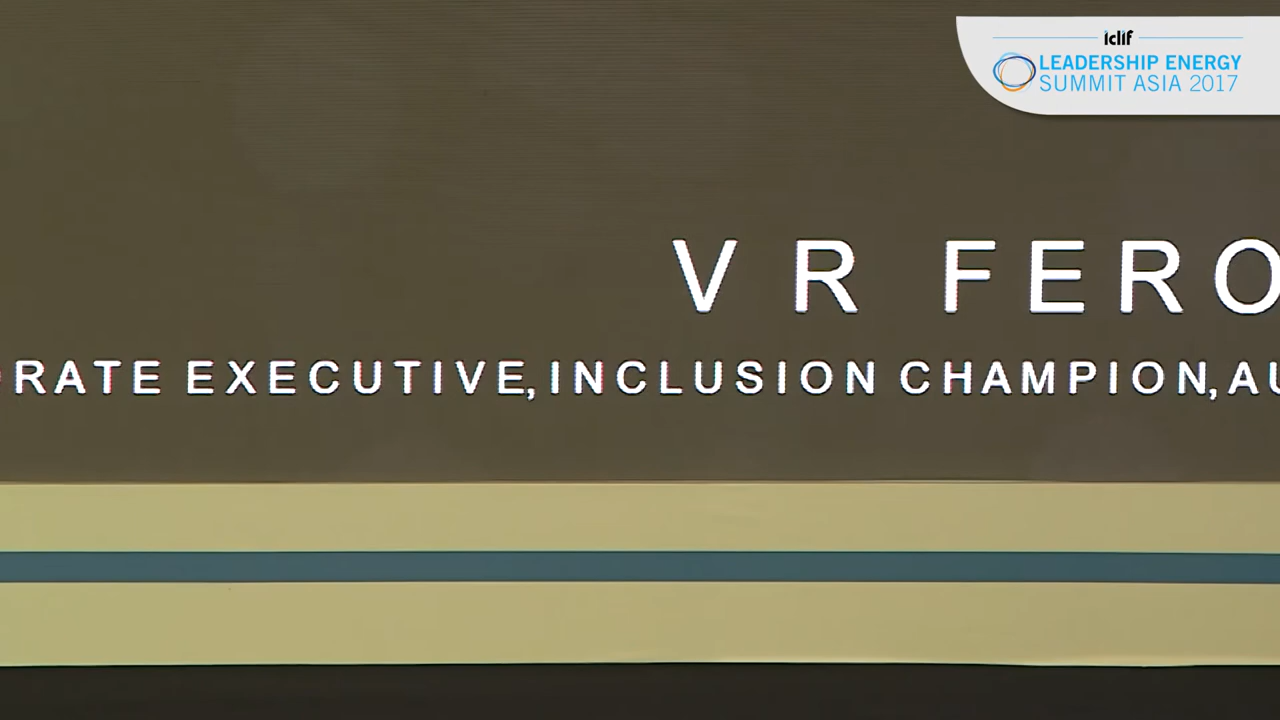 iclif
LEADERSHIP ENERGY
SUMMIT ASIA 2017
V R FERO
RATE EXECUTIVE, INCLUSION CHAMPION, AU